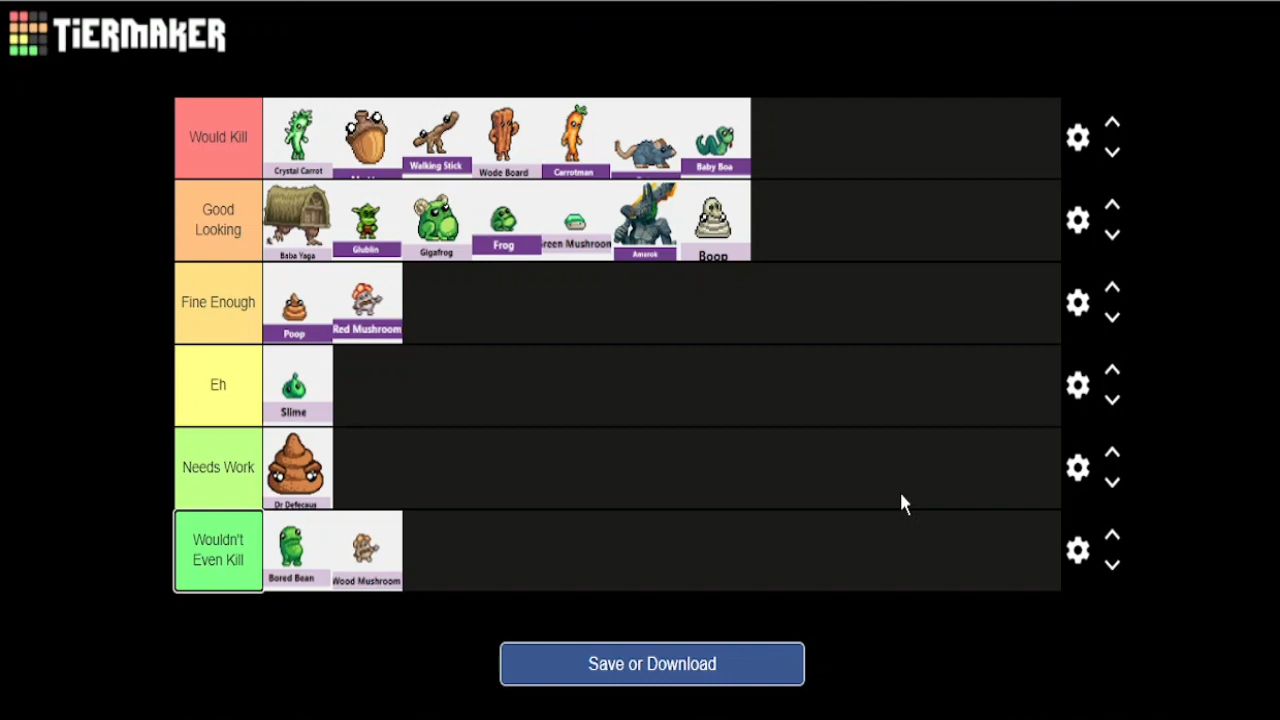 TiERMAKER
Would Kill
Crystal Carrot
Walking Stick
Wode Board
Carrotman
Baby Boa
Good
Looking
Baba Yaga
Glublin
Gigafrog
Frog
Green Mushroom
Amarok
Boop
Fine Enough
Poop
Red Mushroom
Eh
Slime
Needs Work
Dr Defecaus
Wouldn't
Even Kill
Bored Bean
Wood Mushroom
Save or Download